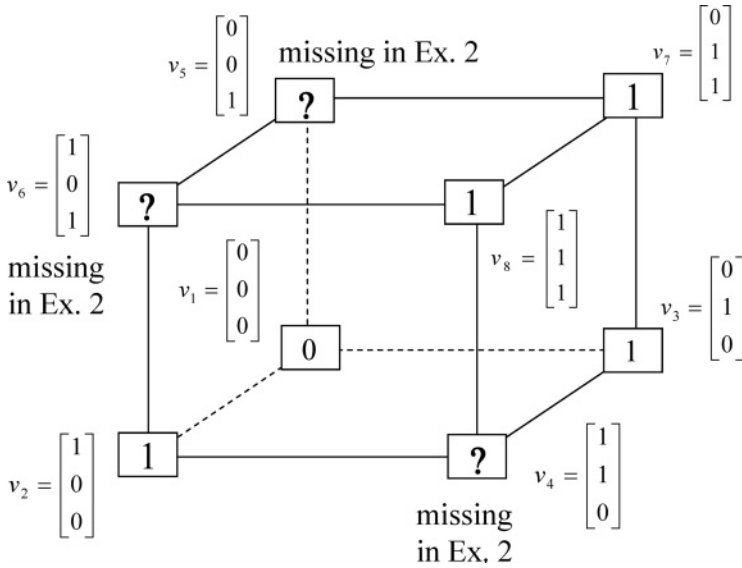 v₅ = [0 0 1]
missing in Ex. 2
v₇ = [0 1 1]
?
1
v₆ = [1 0 1]
?
1
missing
in Ex. 2
v₁ = [0 0 0]
v₈ = [1 1 1]
v₃ = [0 1 0]
0
1
v₂ = [1 0 0]
1
?
v₄ = [1 1 0]
missing
in Ex, 2